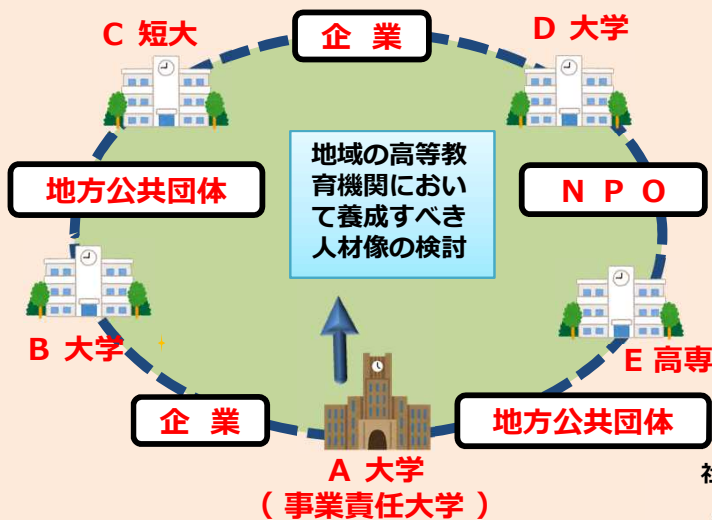 C 短大
企 業
D 大学
地域の高等教
育機関におい
て養成すべき
人材像の検討
地方公共団体
N P O
B 大学
E 高専
企 業
地方公共団体
A 大学
( 事業責任大学 )